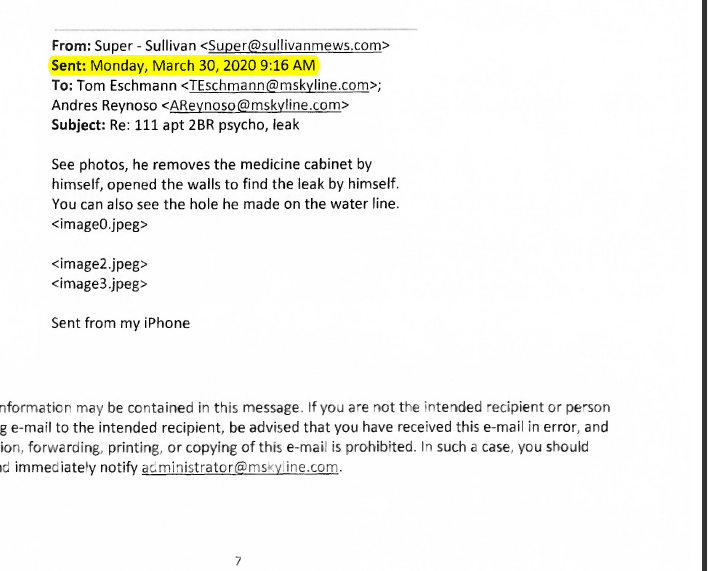 From: Super - Sullivan <Super@sullivanmews.com>
Sent: Monday, March 30, 2020 9:16 AM
To: Tom Eschmann <TEschmann@mskyline.com>;
Andres Reynoso <AReynoso@mskyline.com>
Subject: Re: 111 apt 2BR psycho, leak
See photos, he removes the medicine cabinet by
himself, opened the walls to find the leak by himself.
You can also see the hole he made on the water line.
<image0.jpeg>
<image2.jpeg>
<image3.jpeg>
Sent from my iPhone
nformation may be contained in this message. If you are not the intended recipient or person
g e-mail to the intended recipient, be advised that you have received this e-mail in error, and
ion, forwarding, printing, or copying of this e-mail is prohibited. In such a case, you should
nd immediately notify administrator@mskyline.com.
7